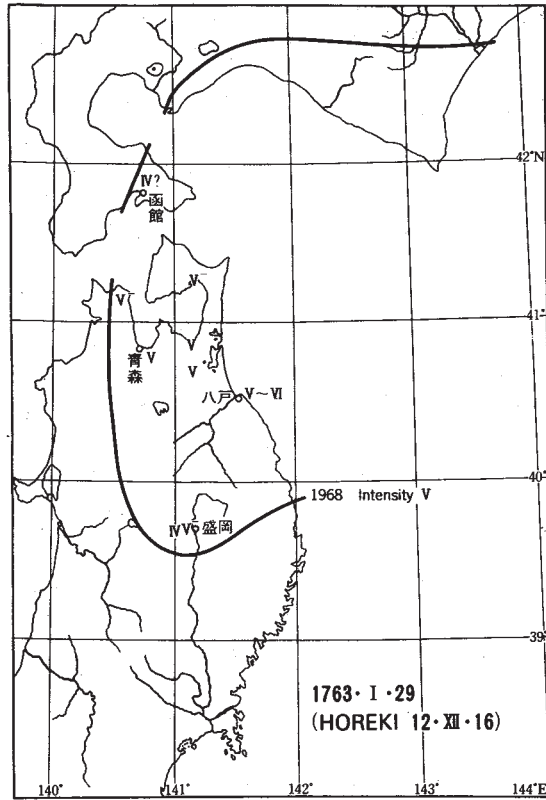 42°N
IV?
函館
V⁻
V⁻
41°
青森
V
V
V
八戸 V～VI
40°
1968 Intensity V
IV V⁻ 盛岡
39°
1763・I・29
(HOREKI 12・XII・16)
140° 141° 142° 143° 144°E